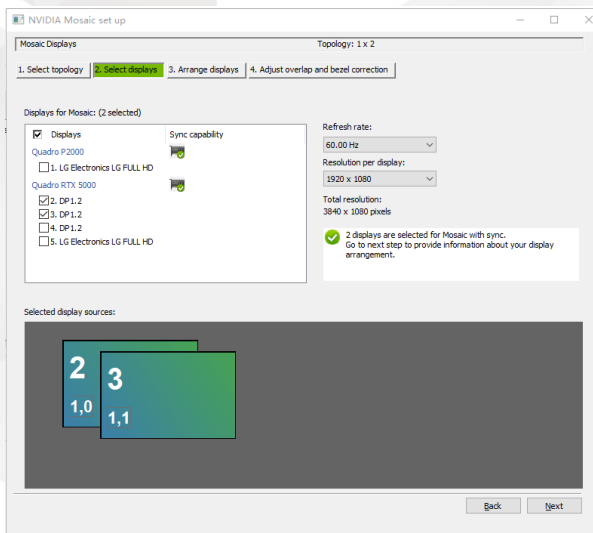 NVIDIA Mosaic set up
Mosaic Displays Topology: 1 x 2
1. Select topology 2. Select displays 3. Arrange displays 4. Adjust overlap and bezel correction
Displays for Mosaic: (2 selected)
Displays Sync capability
Quadro P2000
1. LG Electronics LG FULL HD
Quadro RTX 5000
2. DP1.2
3. DP1.2
4. DP1.2
5. LG Electronics LG FULL HD
Refresh rate:
60.00 Hz
Resolution per display:
1920 x 1080
Total resolution:
3840 x 1080 pixels
2 displays are selected for Mosaic with sync.
Go to next step to provide information about your display
arrangement.
Selected display sources:
2
1,0
3
1,1
Back Next